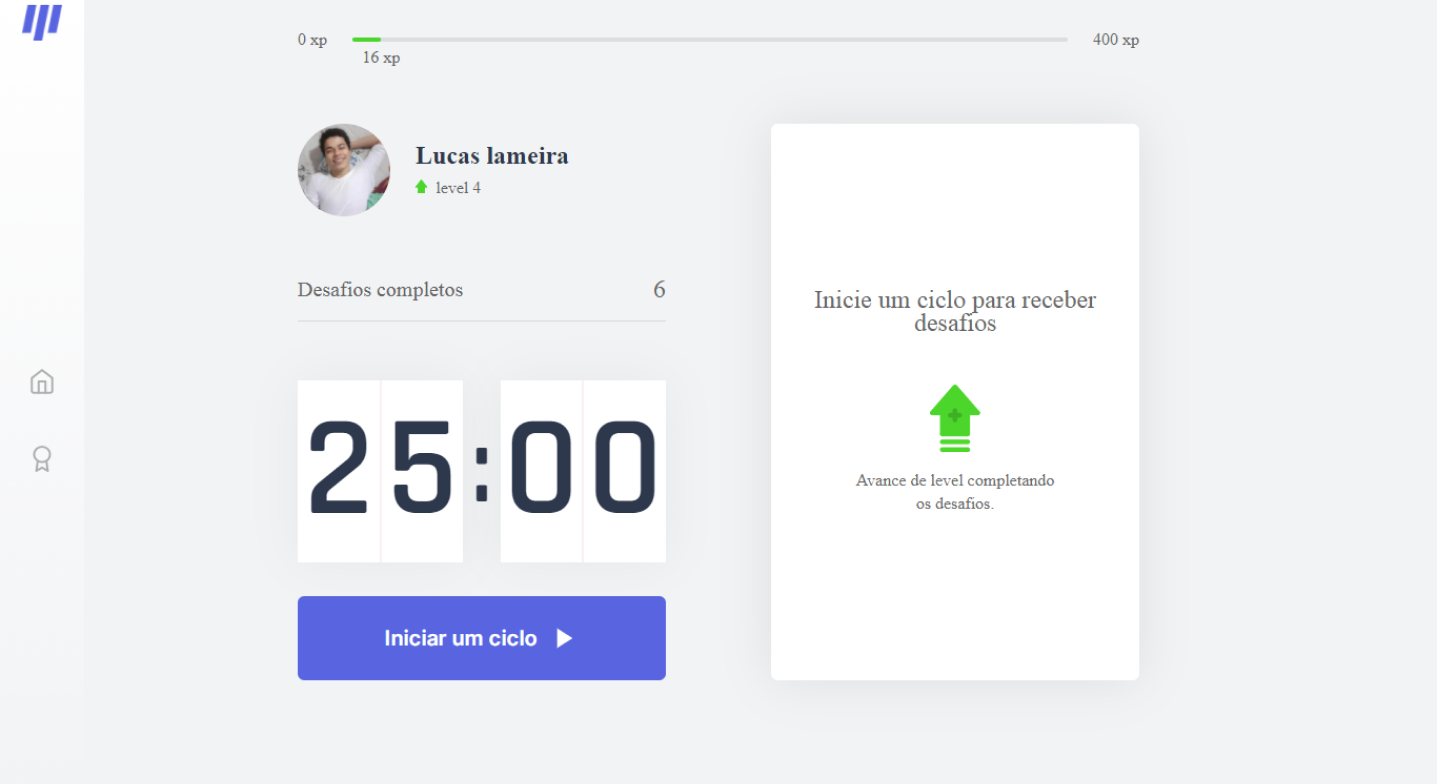 0 xp
400 xp
16 xp
Lucas lameira
level 4
Desafios completos 6
25:00
Iniciar um ciclo
Inicie um ciclo para receber
desafios
Avance de level completando
os desafios.